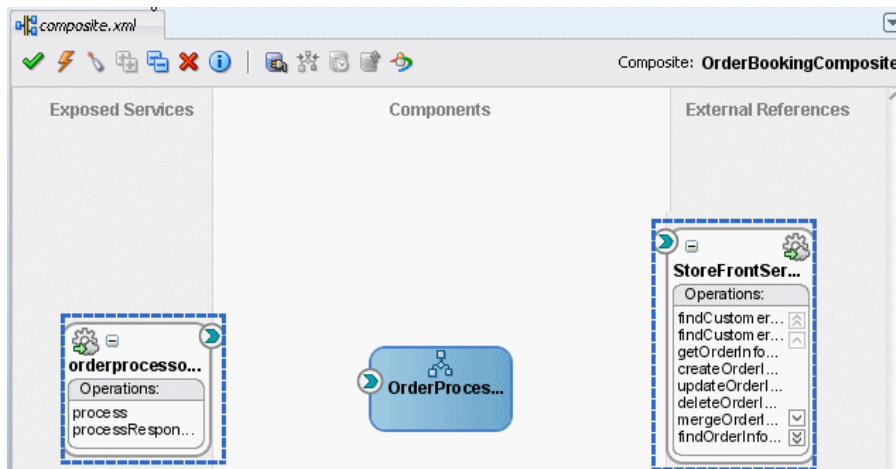 composite.xml
Composite: OrderBookingComposite
Exposed Services
Components
External References
orderprocesso...
Operations:
process
processRespon...
OrderProces...
StoreFrontSer...
Operations:
findCustomer...
findCustomer...
getOrderInfo...
createOrderI...
updateOrderI...
deleteOrderI...
mergeOrderI...
findOrderInfo...